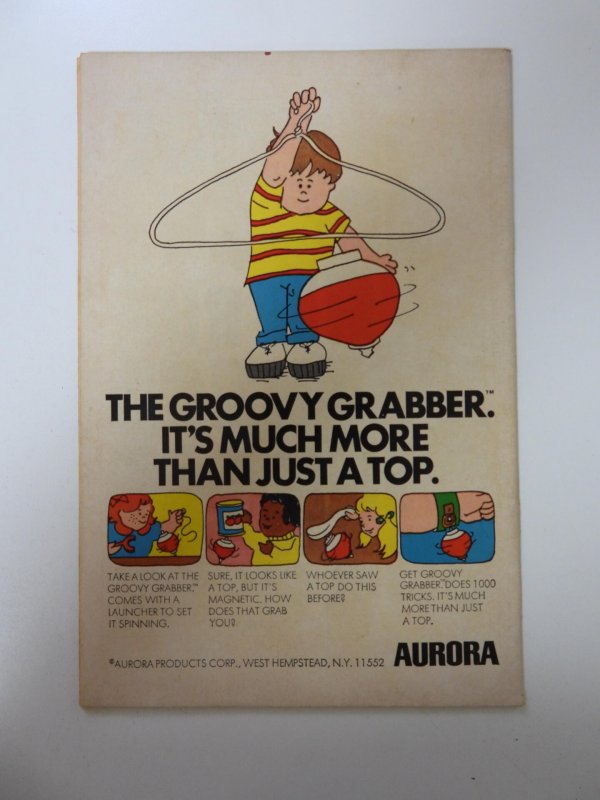 THE GROOVY GRABBER.™
IT'S MUCH MORE
THAN JUST A TOP.
TAKE A LOOK AT THE
GROOVY GRABBER.™
COMES WITH A
LAUNCHER TO SET
IT SPINNING.
SURE, IT LOOKS LIKE
A TOP, BUT IT'S
MAGNETIC. HOW
DOES THAT GRAB
YOU?
WHOEVER SAW
A TOP DO THIS
BEFORE?
GET GROOVY
GRABBER.™ DOES 1000
TRICKS. IT'S MUCH
MORE THAN JUST
A TOP.
©AURORA PRODUCTS CORP., WEST HEMPSTEAD, N.Y. 11552
AURORA